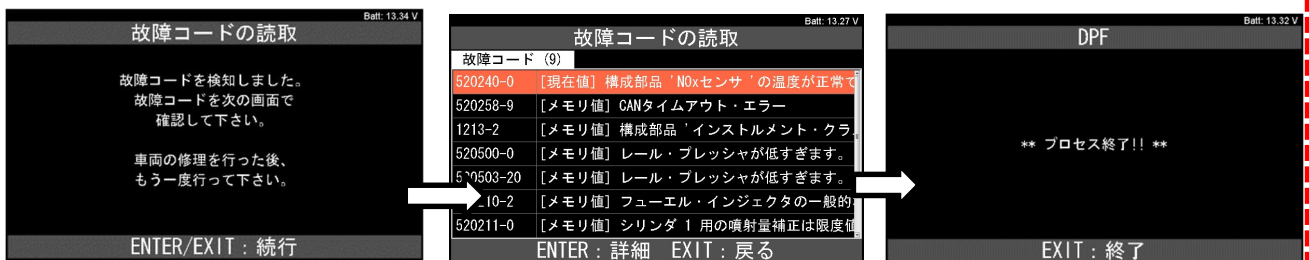 Batt: 13.34 V
故障コードの読取
故障コードを検知しました。
故障コードを次の画面で
確認して下さい。
車両の修理を行った後、
もう一度行って下さい。
ENTER/EXIT：続行
Batt: 13.27 V
故障コードの読取
故障コード (9)
520240-0 [現在値] 構成部品 'NOxセンサ 'の温度が正常で
520258-9 [メモリ値] CANタイムアウト・エラー
1213-2 [メモリ値] 構成部品 'インストルメント・クラ
520500-0 [メモリ値] レール・プレッシャが低すぎます。
503-20 [メモリ値] レール・プレッシャが低すぎます。
10-2 [メモリ値] フューエル・インジェクタの一般的
520211-0 [メモリ値] シリンダ 1 用の噴射量補正は限度値
ENTER：詳細 EXIT：戻る
Batt: 13.32 V
DPF
** プロセス終了!! **
EXIT：終了